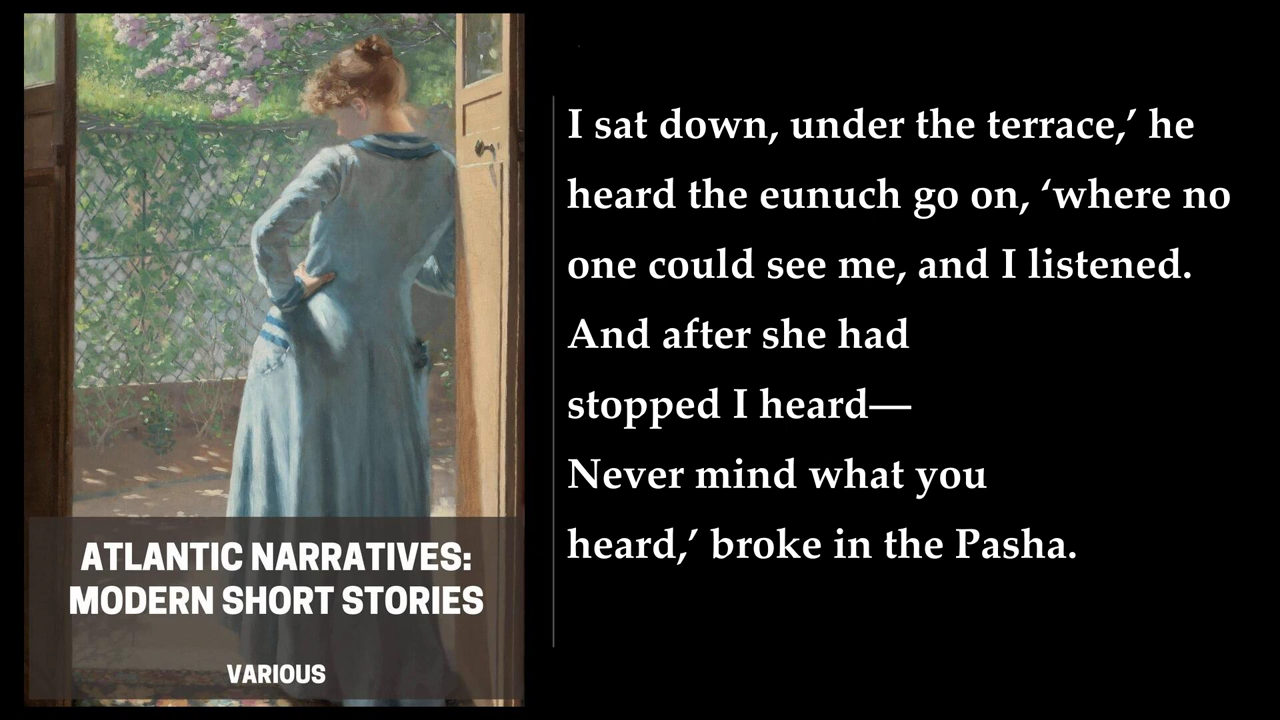 I sat down, under the terrace,’ he
heard the eunuch go on, ‘where no
one could see me, and I listened.
And after she had
stopped I heard—
Never mind what you
heard,’ broke in the Pasha.
ATLANTIC NARRATIVES:
MODERN SHORT STORIES
VARIOUS